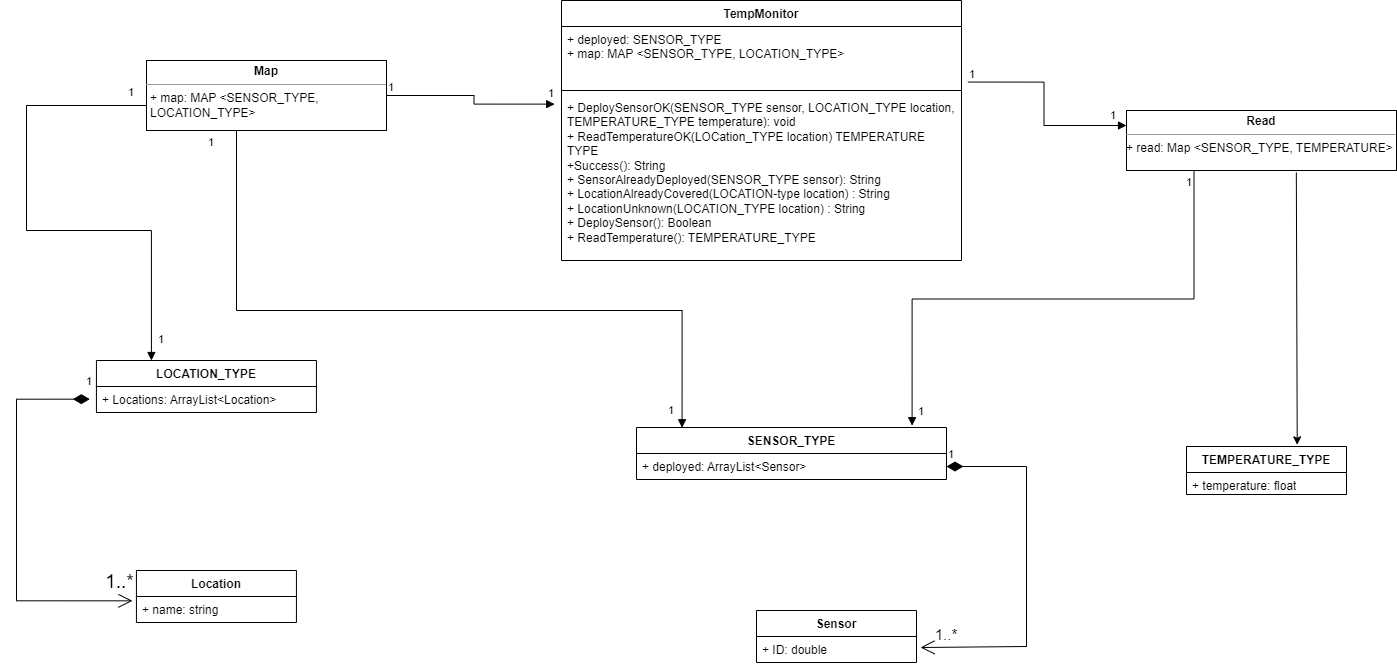 TempMonitor
+ deployed: SENSOR_TYPE
+ map: MAP <SENSOR_TYPE, LOCATION_TYPE>
+ DeploySensorOK(SENSOR_TYPE sensor, LOCATION_TYPE location,
TEMPERATURE_TYPE temperature): void
+ ReadTemperatureOK(LOCation_TYPE location) TEMPERATURE
TYPE
+Success(): String
+ SensorAlreadyDeployed(SENSOR_TYPE sensor): String
+ LocationAlreadyCovered(LOCATION-type location) : String
+ LocationUnknown(LOCATION_TYPE location) : String
+ DeploySensor(): Boolean
+ ReadTemperature(): TEMPERATURE_TYPE
Map
+ map: MAP <SENSOR_TYPE,
LOCATION_TYPE>
1
1
1
1
1
1
Read
+ read: Map <SENSOR_TYPE, TEMPERATURE>
1
1
LOCATION_TYPE
+ Locations: ArrayList<Location>
1
1
1
SENSOR_TYPE
+ deployed: ArrayList<Sensor>
1
TEMPERATURE_TYPE
+ temperature: float
1..*
Location
+ name: string
Sensor
+ ID: double
1..*